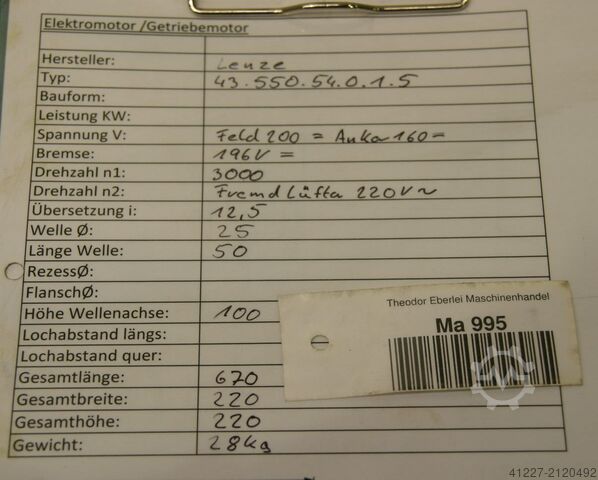 Elektromotor /Getriebemotor
Hersteller: Lenze
Typ: 43.550.54.0.1.5
Bauform:
Leistung KW:
Spannung V: Feld 200 = Anker 160 =
Bremse: 196V =
Drehzahl n1: 3000
Drehzahl n2: Fremdlüfter 220V ~
Übersetzung i: 12,5
Welle Ø: 25
Länge Welle: 50
RezessØ:
FlanschØ:
Höhe Wellenachse: 100
Lochabstand längs:
Lochabstand quer:
Gesamtlänge: 670
Gesamtbreite: 220
Gesamthöhe: 220
Gewicht: 28kg
Theodor Eberlei Maschinenhandel
Ma 995
41227-2120492